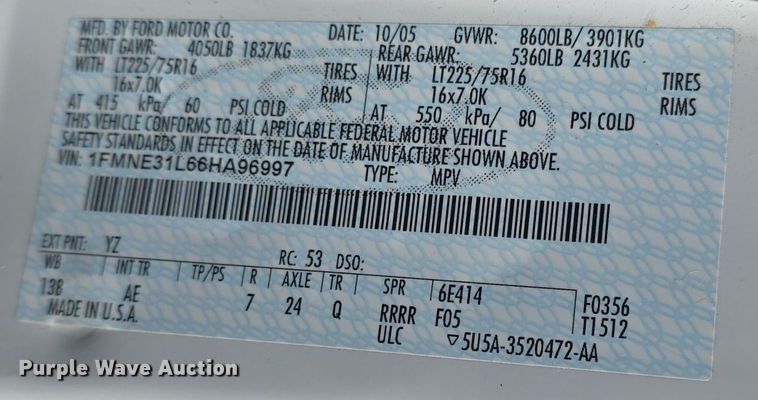 MFD. BY FORD MOTOR CO. DATE: 10/05 GVWR: 8600LB/ 3901KG
FRONT GAWR: 4050LB 1837KG REAR GAWR: 5360LB 2431KG
WITH LT225/75R16 TIRES WITH LT225/75R16 TIRES
16x7.0K RIMS 16x7.0K RIMS
AT 415 kPa/ 60 PSI COLD AT 550 kPa/ 80 PSI COLD
THIS VEHICLE CONFORMS TO ALL APPLICABLE FEDERAL MOTOR VEHICLE
SAFETY STANDARDS IN EFFECT ON THE DATE OF MANUFACTURE SHOWN ABOVE.
VIN: 1FMNE31L66HA96997 TYPE: MPV
EXT PNT: YZ RC: 53 DSO:
WB INT TR TP/PS R AXLE TR SPR 6E414 F0356
138 AE 7 24 Q RRRR F05 T1512
MADE IN U.S.A. ULC ▽5U5A-3520472-AA
Purple Wave Auction